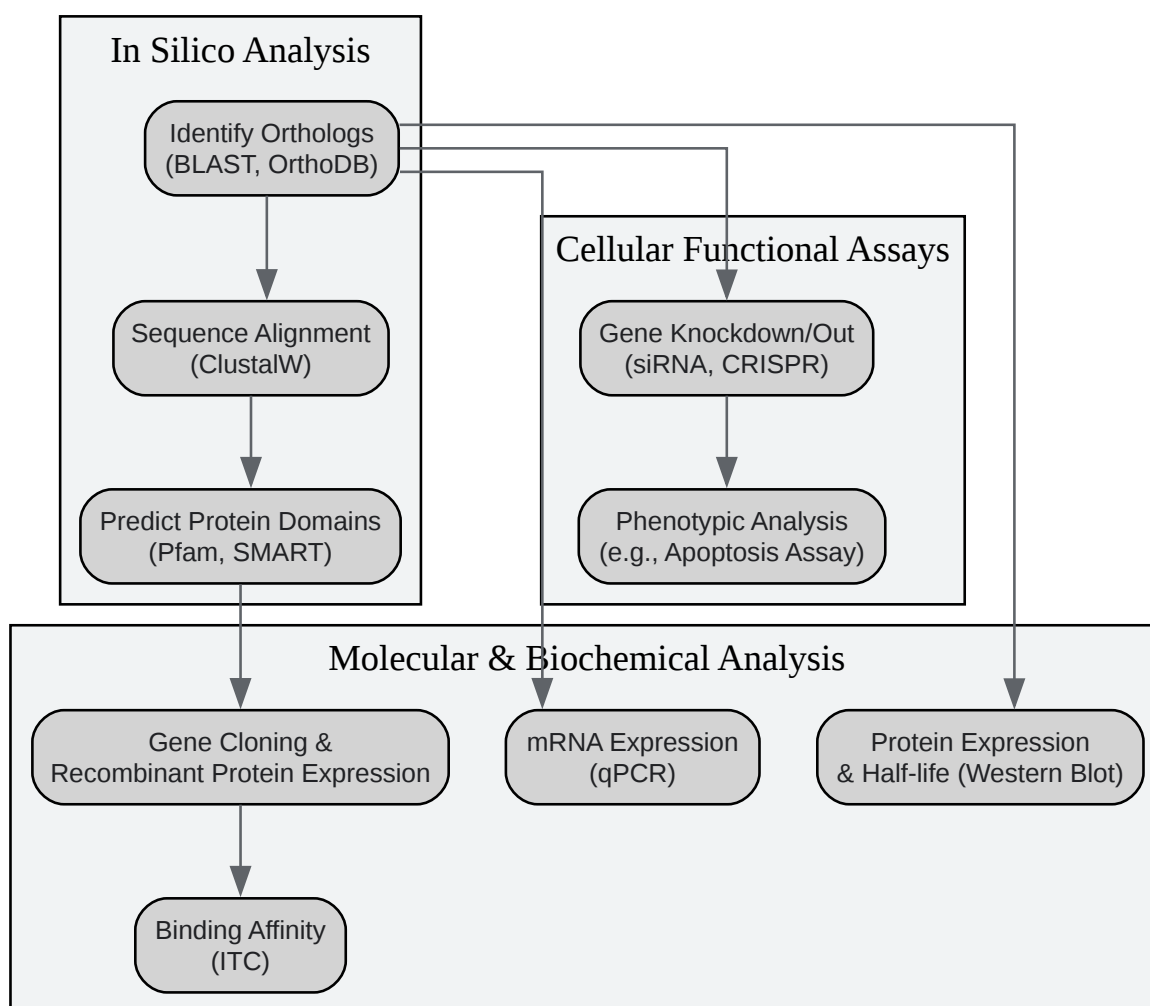 In Silico Analysis
Identify Orthologs
(BLAST, OrthoDB)
Cellular Functional Assays
Sequence Alignment
(ClustalW)
Gene Knockdown/Out
(siRNA, CRISPR)
Predict Protein Domains
(Pfam, SMART)
Phenotypic Analysis
(e.g., Apoptosis Assay)
Molecular & Biochemical Analysis
Gene Cloning &
Recombinant Protein Expression
mRNA Expression
(qPCR)
Protein Expression
& Half-life (Western Blot)
Binding Affinity
(ITC)